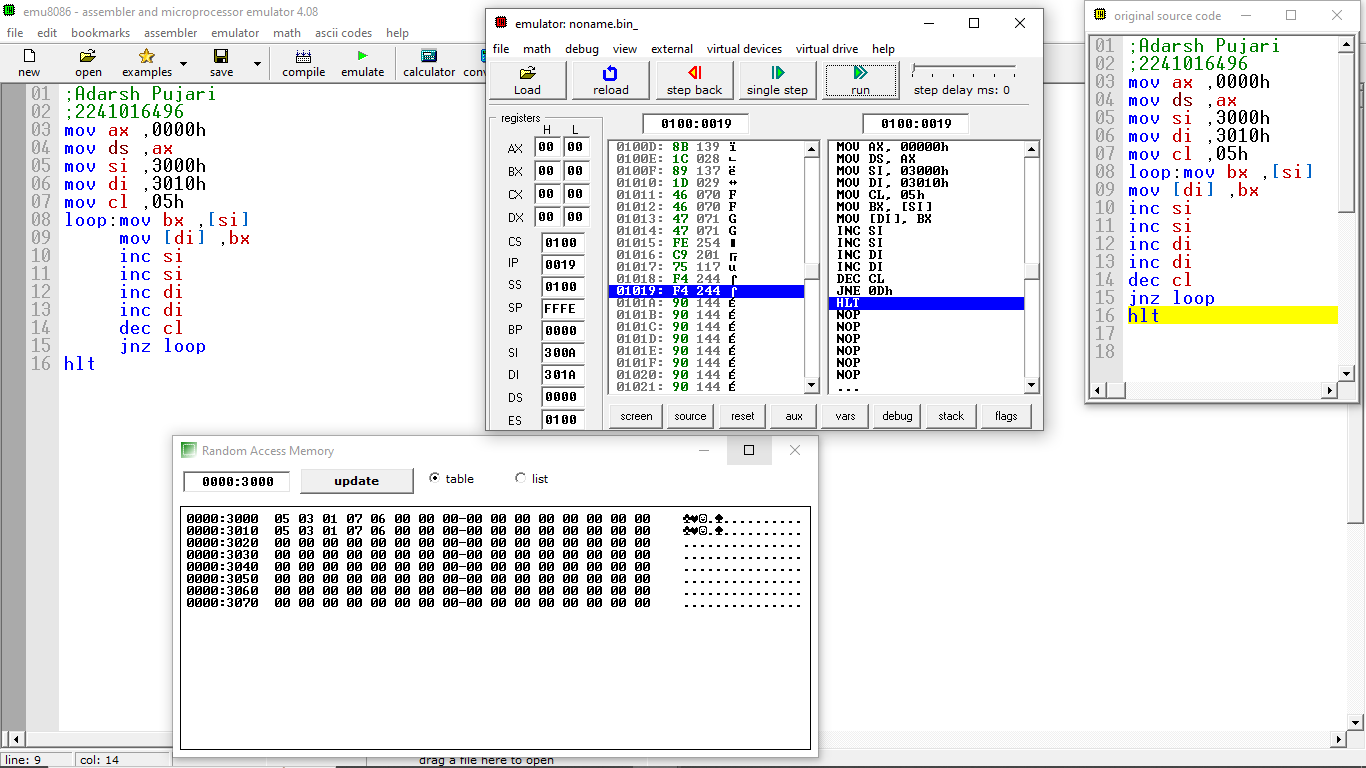 emu8086 - assembler and microprocessor emulator 4.08
file edit bookmarks assembler emulator math ascii codes help
new open examples save compile emulate calculator conv
01 ;Adarsh Pujari
02 ;2241016496
03 mov ax ,0000h
04 mov ds ,ax
05 mov si ,3000h
06 mov di ,3010h
07 mov cl ,05h
08 loop:mov bx ,[si]
09 mov [di] ,bx
10 inc si
11 inc si
12 inc di
13 inc di
14 dec cl
15 jnz loop
16 hlt
line: 9 col: 14 drag a file here to open
emulator: noname.bin_
file math debug view external virtual devices virtual drive help
Load reload step back single step run step delay ms: 0
registers
H L
AX 00 00
BX 00 00
CX 00 00
DX 00 00
CS 0100
IP 0019
SS 0100
SP FFFE
BP 0000
SI 300A
DI 301A
DS 0000
ES 0100
0100:0019
0100D: 8B 139 ï
0100E: 1C 028 ∟
0100F: 89 137 ë
01010: 1D 029 ↔
01011: 46 070 F
01012: 46 070 F
01013: 47 071 G
01014: 47 071 G
01015: FE 254 ■
01016: C9 201 ╔
01017: 75 117 u
01018: F4 244 ⌠
01019: F4 244 ⌠
0101A: 90 144 É
0101B: 90 144 É
0101C: 90 144 É
0101D: 90 144 É
0101E: 90 144 É
0101F: 90 144 É
01020: 90 144 É
01021: 90 144 É
0100:0019
MOV AX, 00000h
MOV DS, AX
MOV SI, 03000h
MOV DI, 03010h
MOV CL, 05h
MOV BX, [SI]
MOV [DI], BX
INC SI
INC SI
INC DI
INC DI
DEC CL
JNE 0Dh
HLT
NOP
NOP
NOP
NOP
NOP
NOP
...
screen source reset aux vars debug stack flags
original source code
01 ;Adarsh Pujari
02 ;2241016496
03 mov ax ,0000h
04 mov ds ,ax
05 mov si ,3000h
06 mov di ,3010h
07 mov cl ,05h
08 loop:mov bx ,[si]
09 mov [di] ,bx
10 inc si
11 inc si
12 inc di
13 inc di
14 dec cl
15 jnz loop
16 hlt
17
18
Random Access Memory
0000:3000 update table list
0000:3000 05 03 01 07 06 00 00 00-00 00 00 00 00 00 00 00 ♣♥☺.♠...........
0000:3010 05 03 01 07 06 00 00 00-00 00 00 00 00 00 00 00 ♣♥☺.♠...........
0000:3020 00 00 00 00 00 00 00 00-00 00 00 00 00 00 00 00 ................
0000:3030 00 00 00 00 00 00 00 00-00 00 00 00 00 00 00 00 ................
0000:3040 00 00 00 00 00 00 00 00-00 00 00 00 00 00 00 00 ................
0000:3050 00 00 00 00 00 00 00 00-00 00 00 00 00 00 00 00 ................
0000:3060 00 00 00 00 00 00 00 00-00 00 00 00 00 00 00 00 ................
0000:3070 00 00 00 00 00 00 00 00-00 00 00 00 00 00 00 00 ................